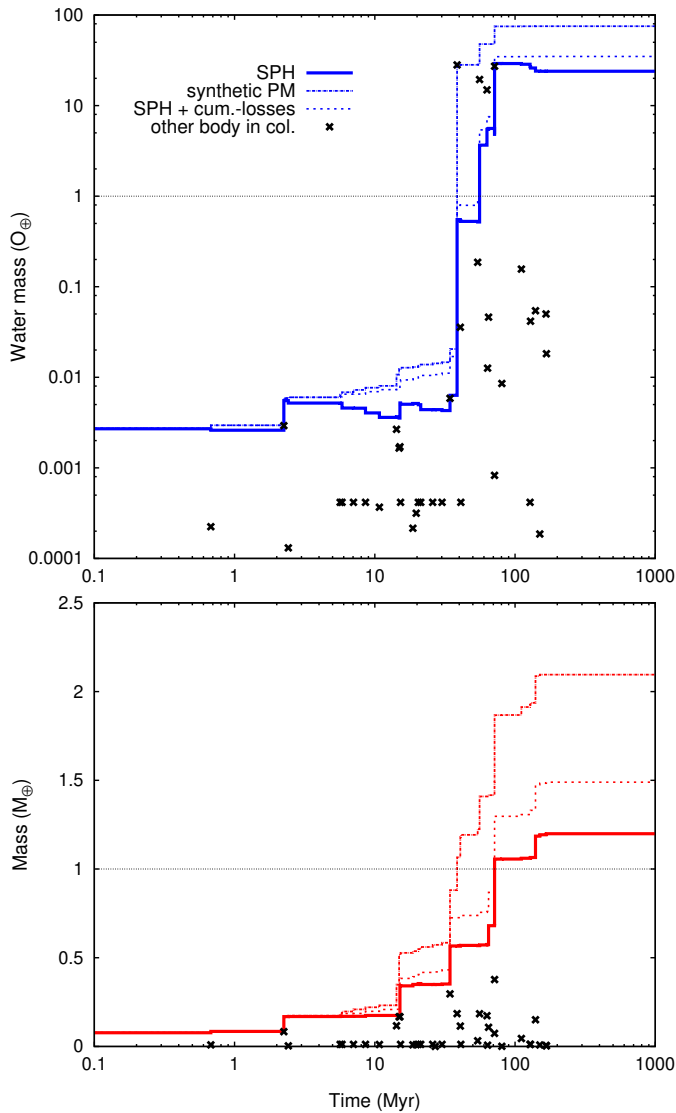 100
10
1
0.1
0.01
0.001
0.0001
Water mass (O⊕)
SPH
synthetic PM
SPH + cum.-losses
other body in col.
0.1 1 10 100 1000
2.5
2
1.5
1
0.5
0
Mass (M⊕)
0.1 1 10 100 1000
Time (Myr)